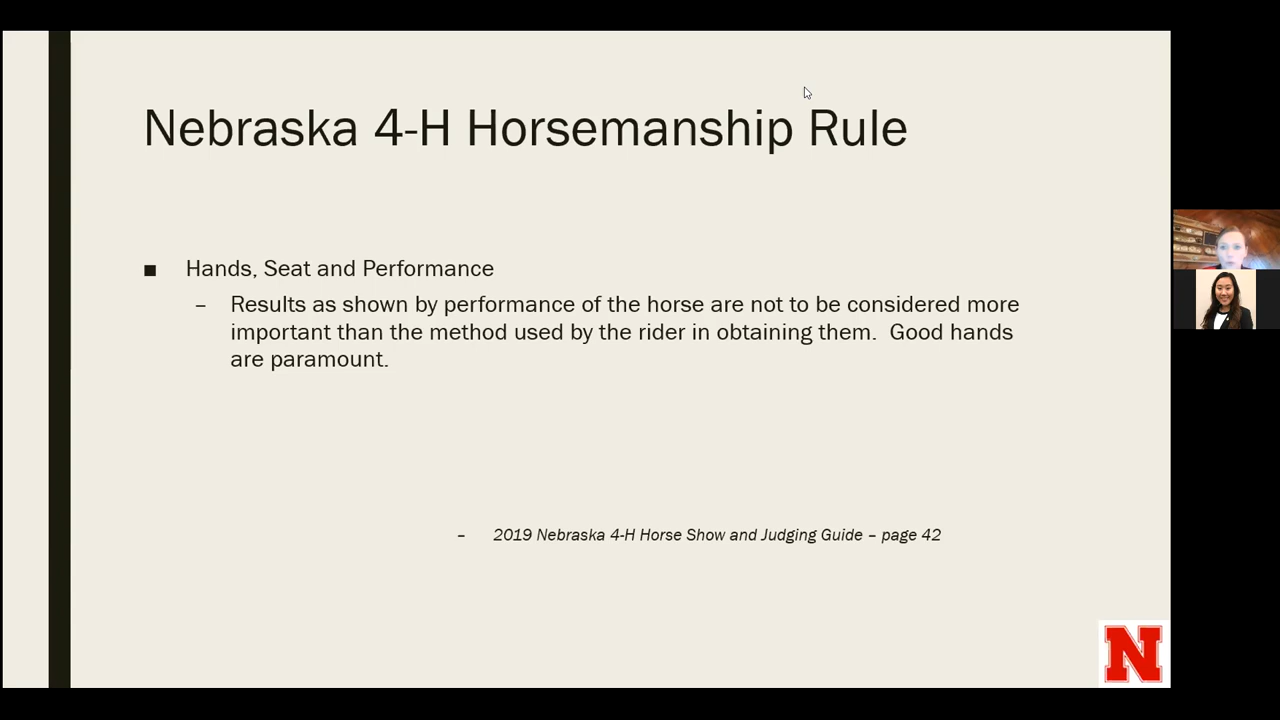 Nebraska 4-H Horsemanship Rule
■ Hands, Seat and Performance
– Results as shown by performance of the horse are not to be considered more
important than the method used by the rider in obtaining them.  Good hands
are paramount.
– 2019 Nebraska 4-H Horse Show and Judging Guide – page 42
N